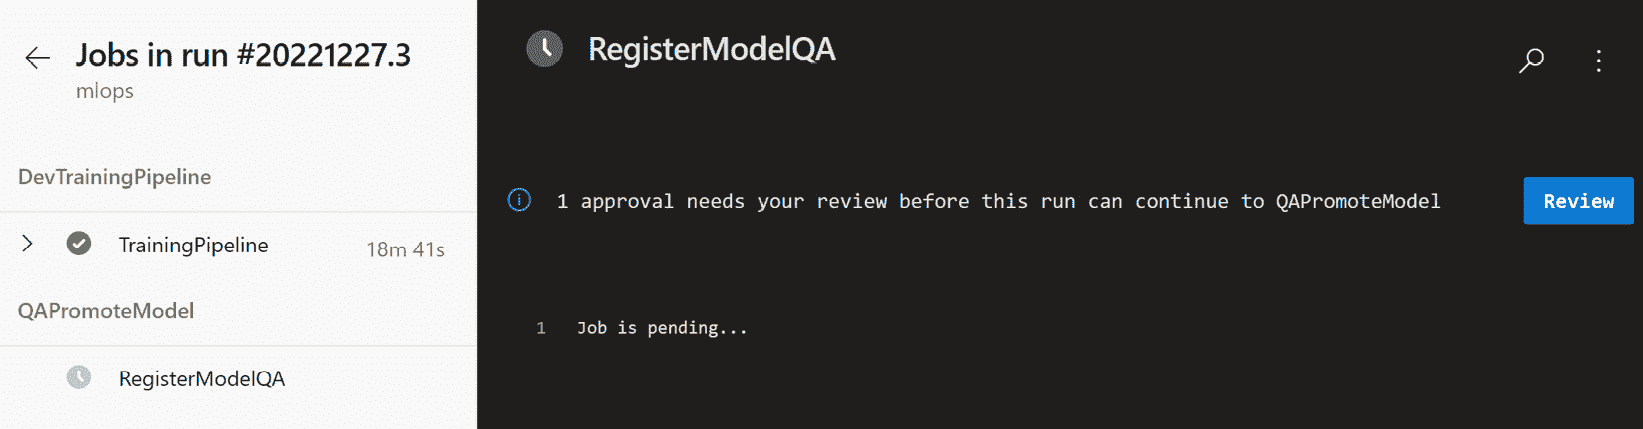 Jobs in run #20221227.3
mlops
DevTrainingPipeline
TrainingPipeline 18m 41s
QAPromoteModel
RegisterModelQA
RegisterModelQA
1 approval needs your review before this run can continue to QAPromoteModel Review
1 Job is pending...